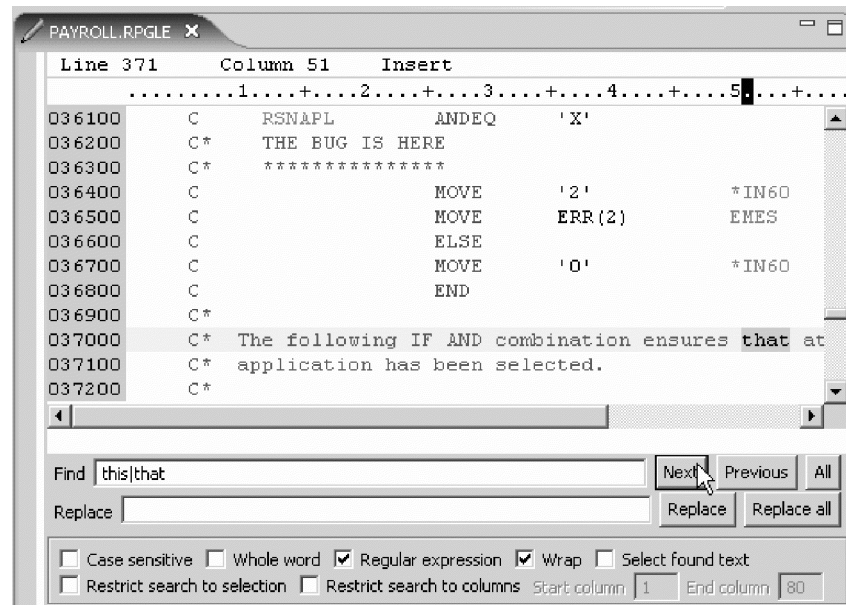 PAYROLL.RPGLE
Line 371 Column 51 Insert
.........1....+....2....+....3....+....4....+....5....+....
036100 C RSNAPL ANDEQ 'X'
036200 C* THE BUG IS HERE
036300 C* ***************
036400 C MOVE '2' *IN60
036500 C MOVE ERR(2) EMES
036600 C ELSE
036700 C MOVE '0' *IN60
036800 C END
036900 C*
037000 C* The following IF AND combination ensures that at
037100 C* application has been selected.
037200 C*
Find this|that Next Previous All
Replace Replace Replace all
Case sensitive Whole word Regular expression Wrap Select found text
Restrict search to selection Restrict search to columns Start column 1 End column 80